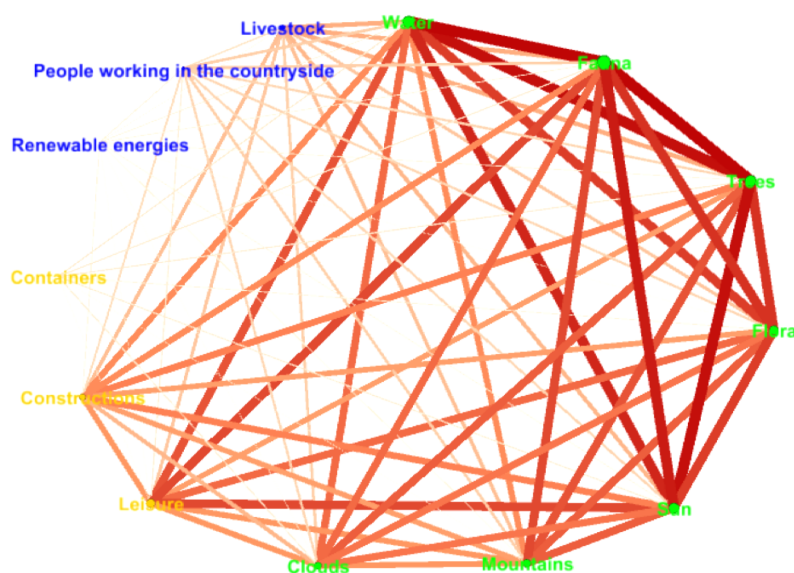 Water
Livestock
Fauna
People working in the countryside
Renewable energies
Trees
Containers
Flora
Constructions
Leisure
Sun
Clouds
Mountains